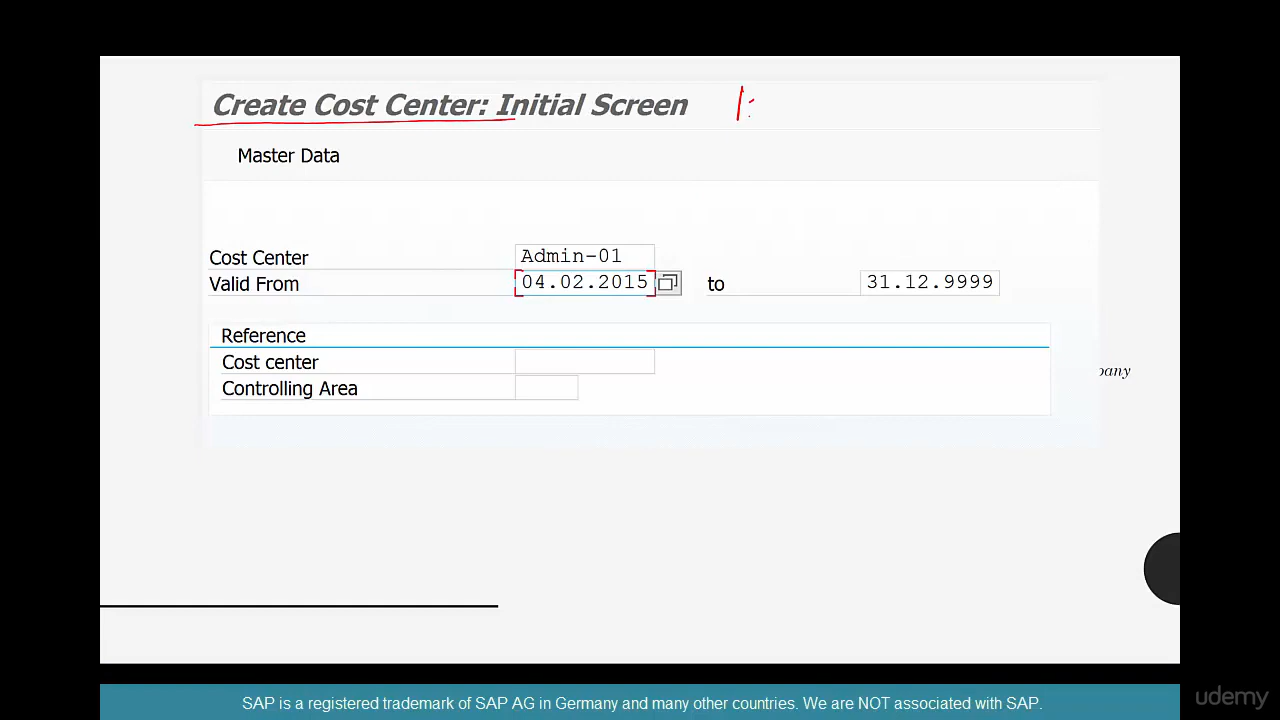 Create Cost Center: Initial Screen
Master Data
Cost Center Admin-01
Valid From 04.02.2015 to 31.12.9999
Reference
Cost center
Controlling Area
pany
SAP is a registered trademark of SAP AG in Germany and many other countries. We are NOT associated with SAP.
udemy